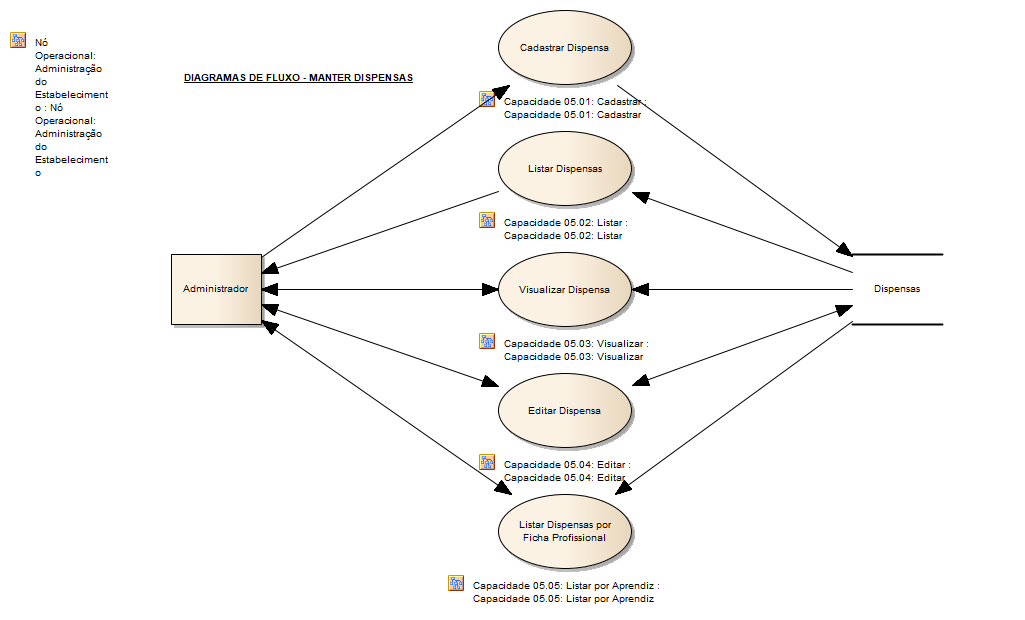 Nó
Operacional:
Administração
do
Estabeleciment
o : Nó
Operacional:
Administração
do
Estabeleciment
o
DIAGRAMAS DE FLUXO - MANTER DISPENSAS
Cadastrar Dispensa
Capacidade 05.01: Cadastrar :
Capacidade 05.01: Cadastrar
Listar Dispensas
Capacidade 05.02: Listar :
Capacidade 05.02: Listar
Administrador
Visualizar Dispensa
Dispensas
Capacidade 05.03: Visualizar :
Capacidade 05.03: Visualizar
Editar Dispensa
Capacidade 05.04: Editar :
Capacidade 05.04: Editar
Listar Dispensas por
Ficha Profissional
Capacidade 05.05: Listar por Aprendiz :
Capacidade 05.05: Listar por Aprendiz